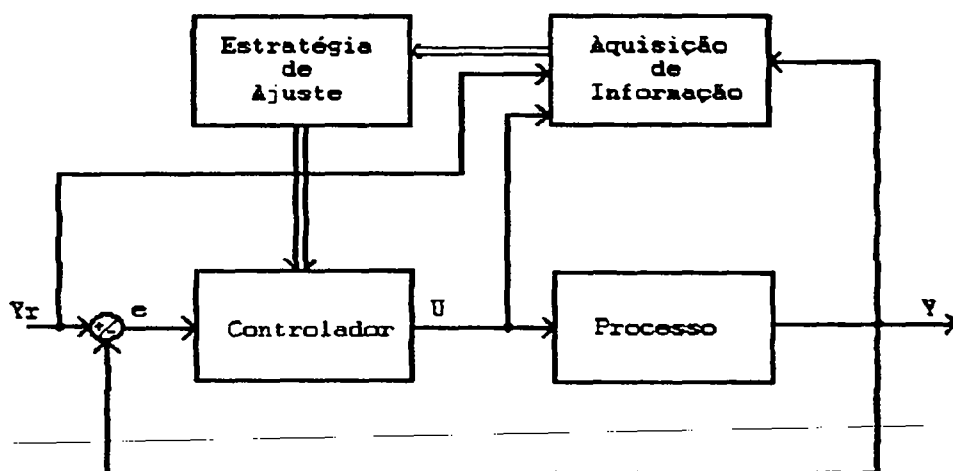 Estratégia
de
Ajuste
Aquisição
de
Informação
Yr
+
-
e
Controlador
U
Processo
Y